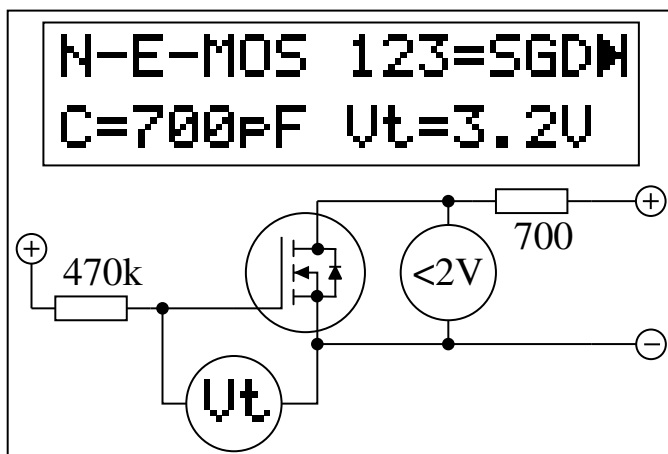 N-E-MOS 123=SGD
C=700pF Vt=3.2V
700
470k
<2V
Vt
+
+
−